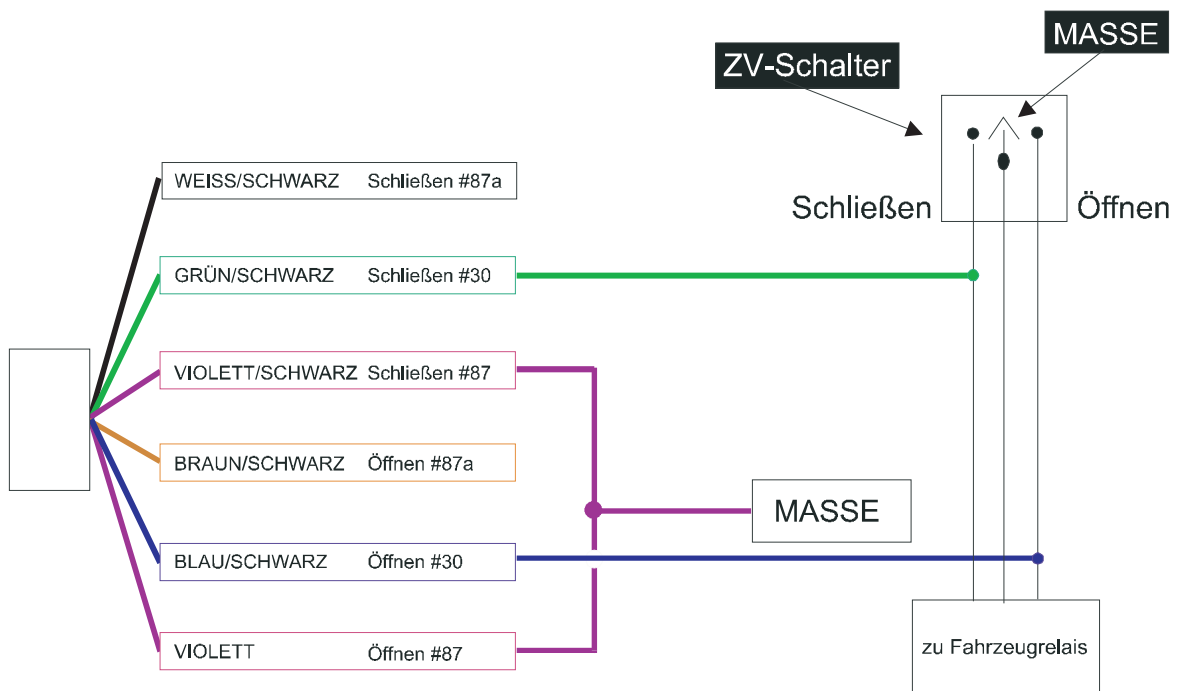 MASSE
ZV-Schalter
WEISS/SCHWARZ Schließen #87a
Schließen Öffnen
GRÜN/SCHWARZ Schließen #30
VIOLETT/SCHWARZ Schließen #87
BRAUN/SCHWARZ Öffnen #87a
MASSE
BLAU/SCHWARZ Öffnen #30
VIOLETT Öffnen #87
zu Fahrzeugrelais